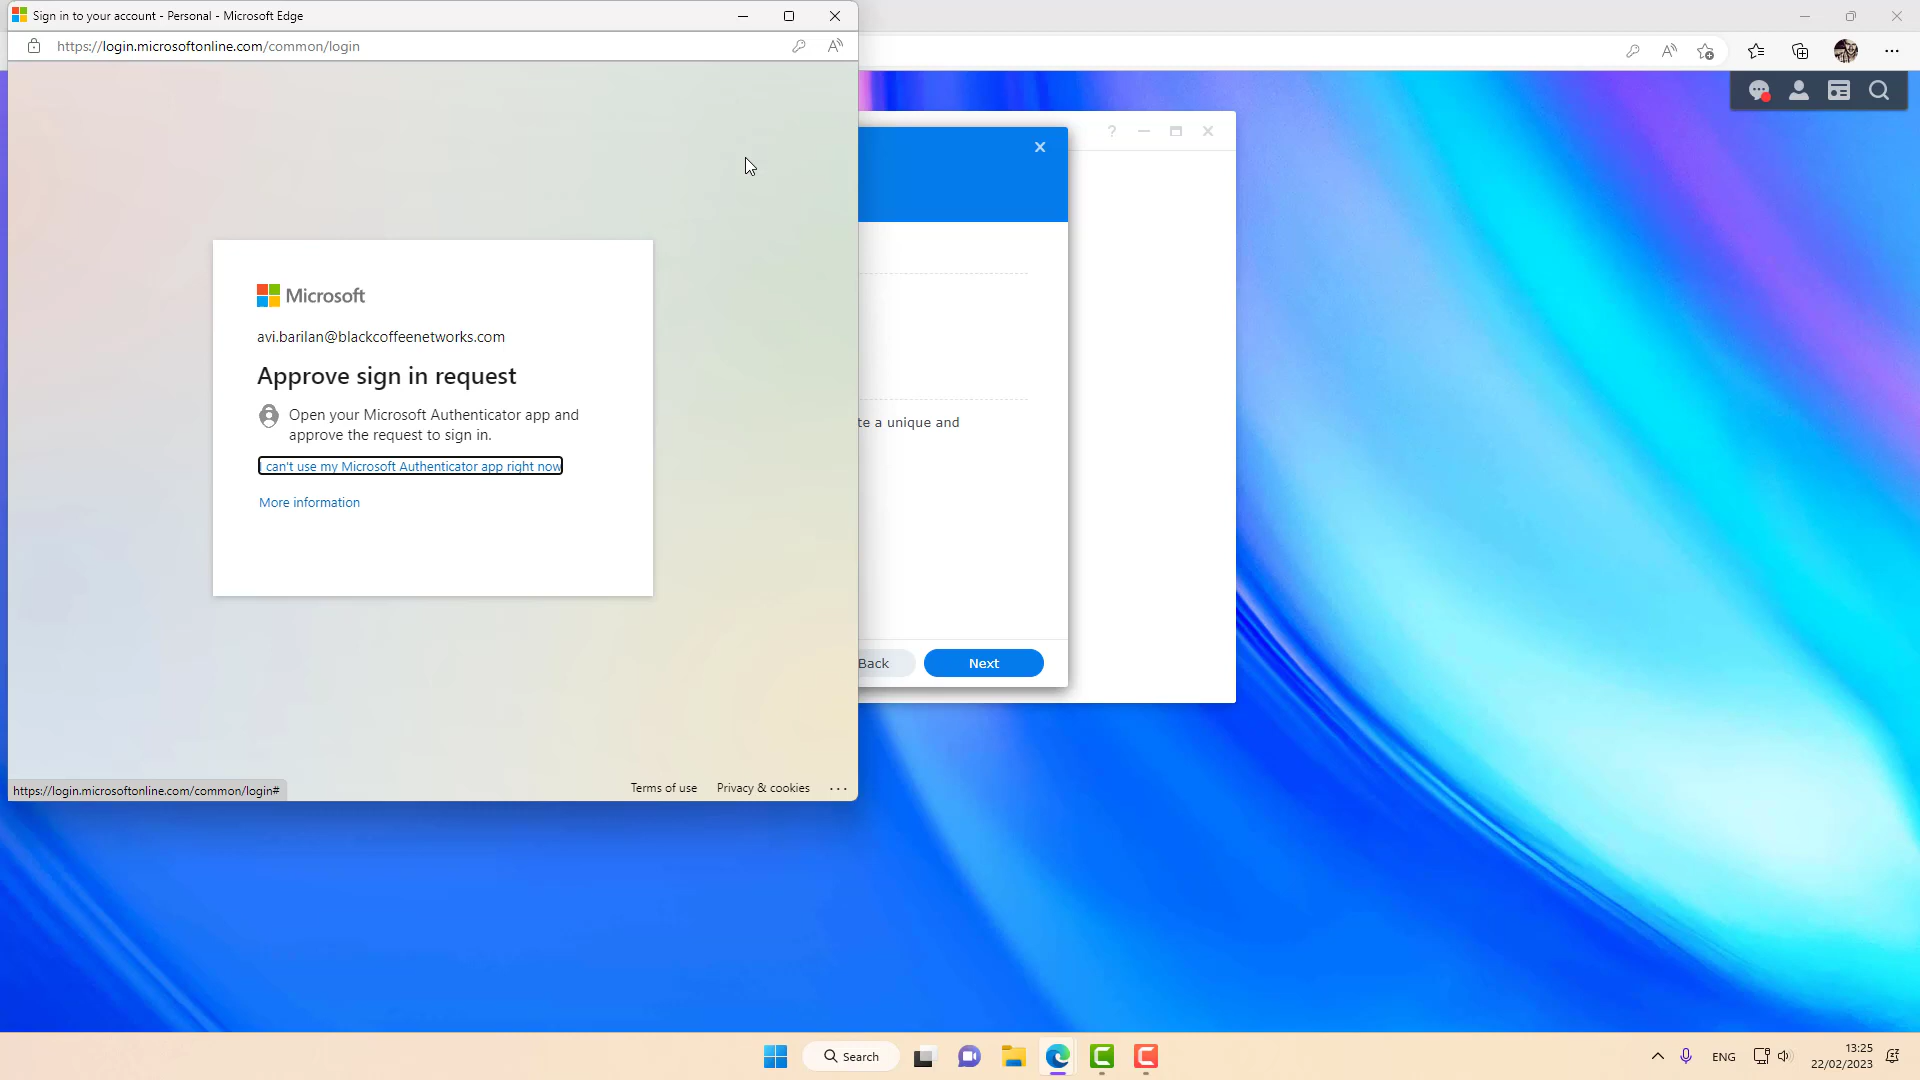 Sign in to your account - Personal - Microsoft Edge
https://login.microsoftonline.com/common/login
Microsoft
avi.barilan@blackcoffeenetworks.com
Approve sign in request
Open your Microsoft Authenticator app and
approve the request to sign in.
I can't use my Microsoft Authenticator app right now
More information
te a unique and
Back
Next
Terms of use
Privacy & cookies
https://login.microsoftonline.com/common/login#
Search
ENG
13:25
22/02/2023